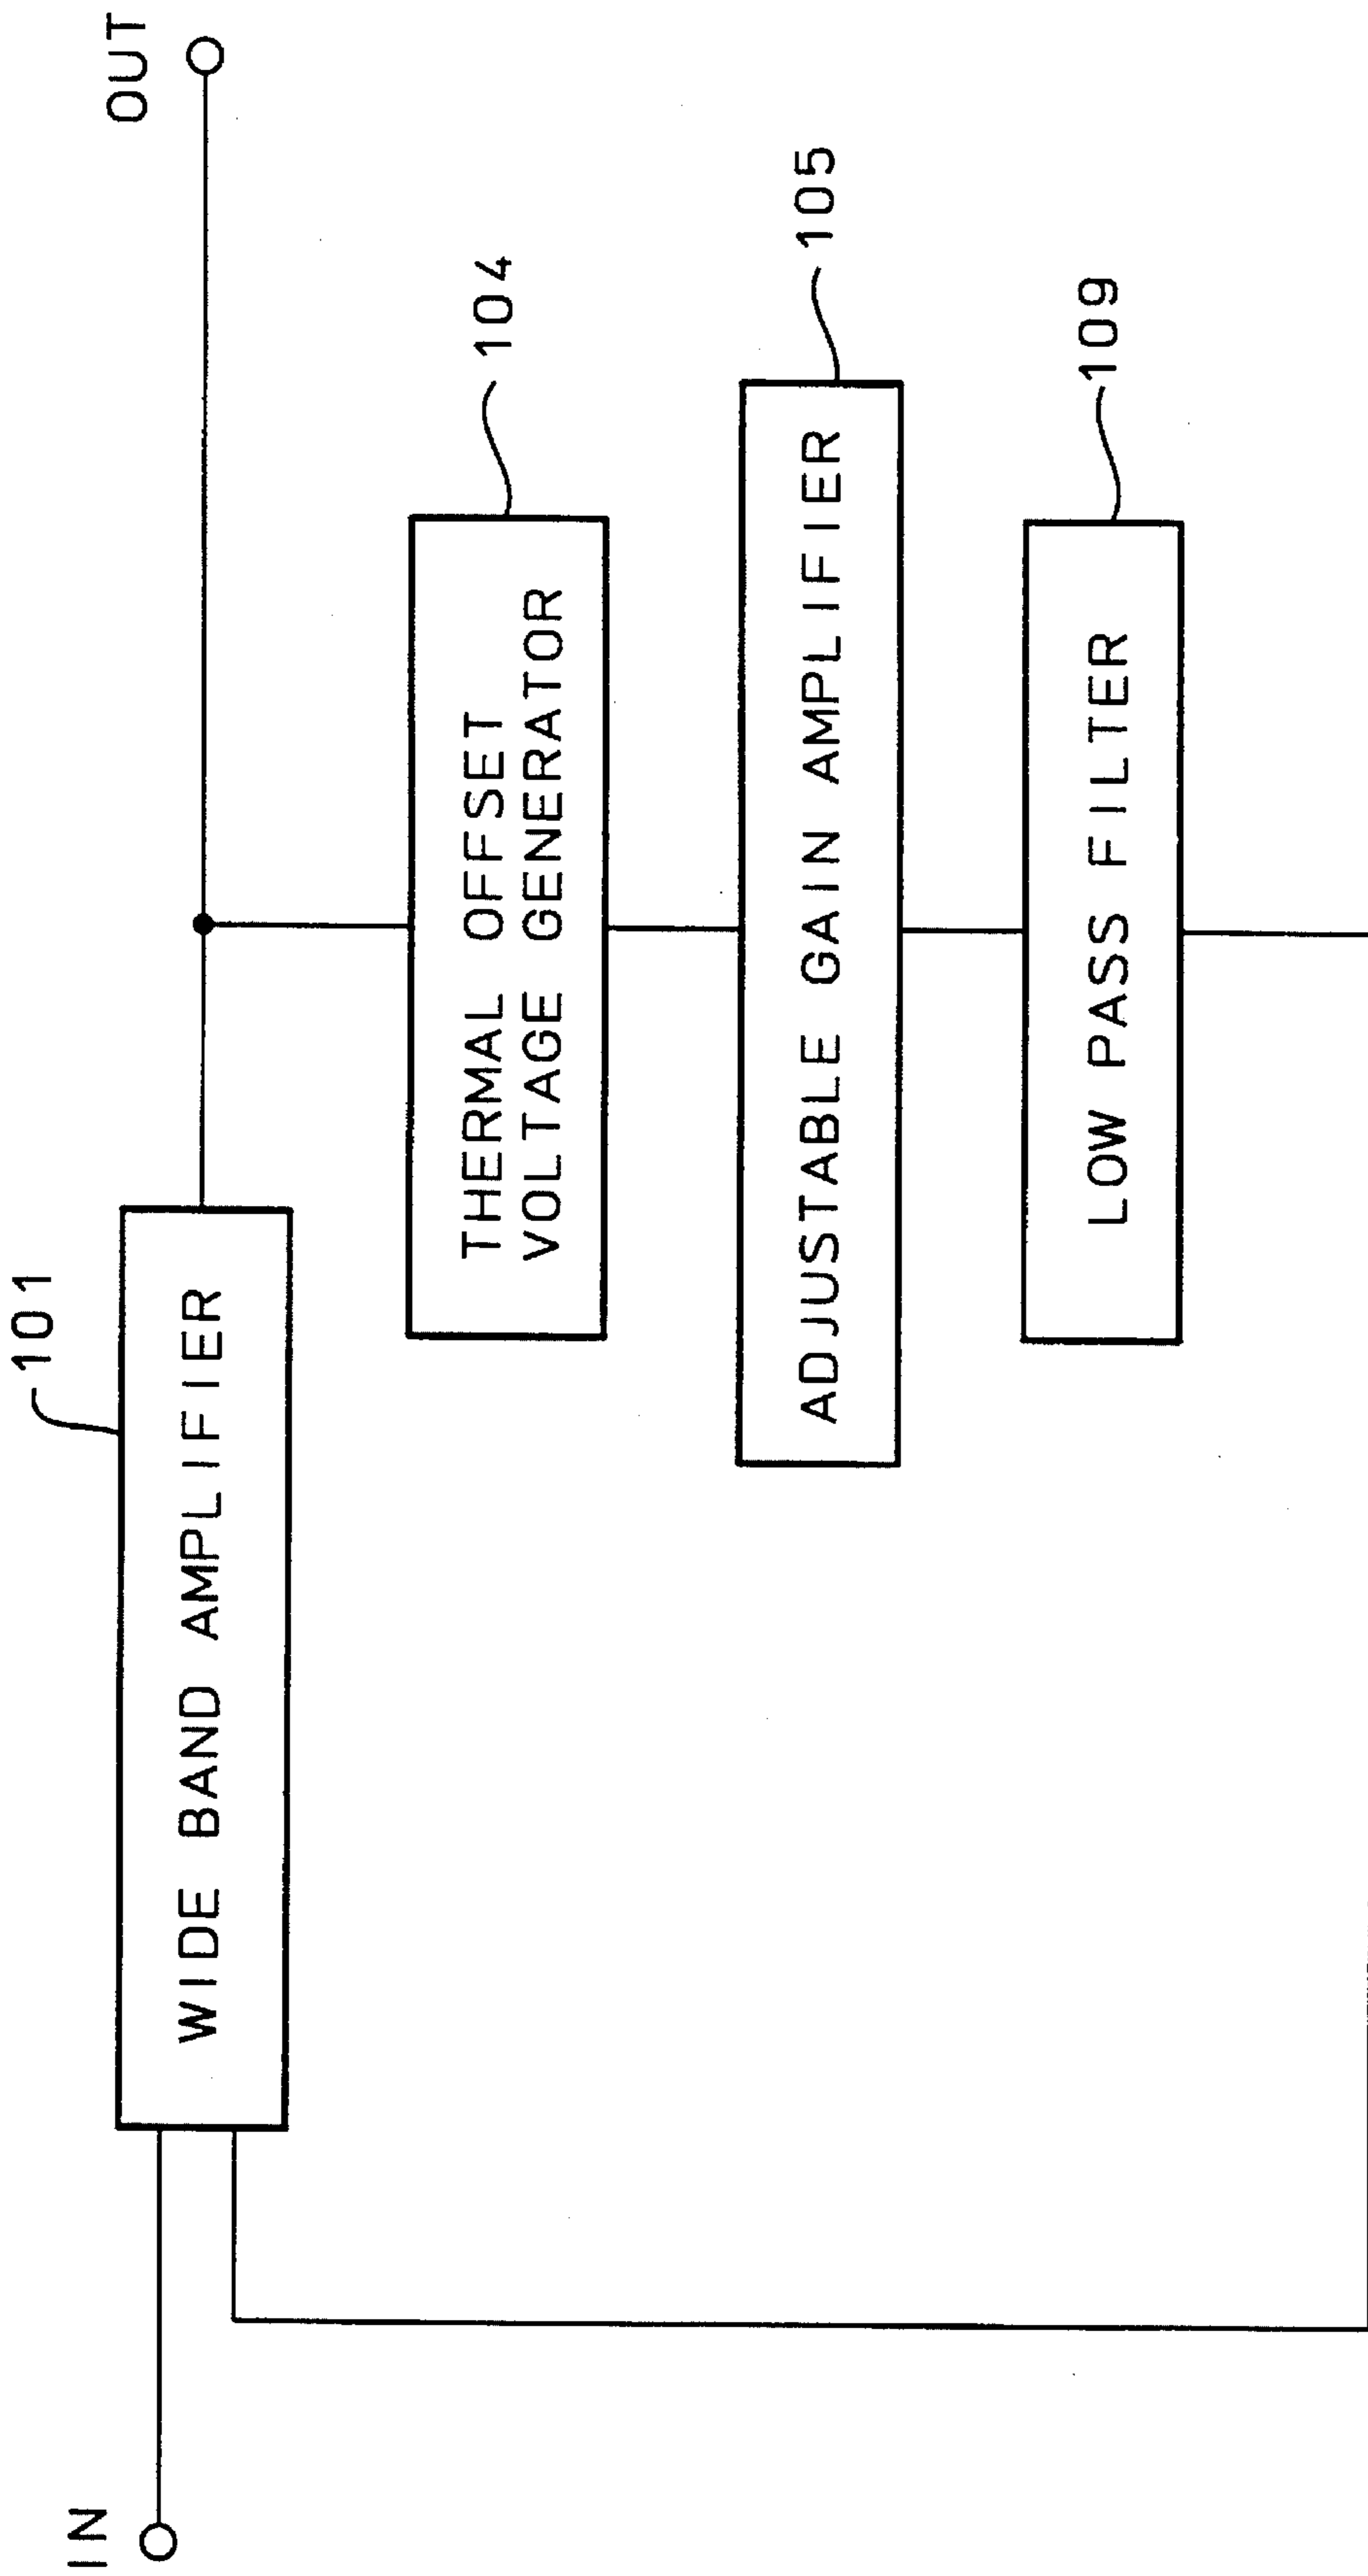 101
OUT
WIDE BAND AMPLIFIER
IN
THERMAL OFFSET
VOLTAGE GENERATOR
104
ADJUSTABLE GAIN AMPLIFIER
105
LOW PASS FILTER
109